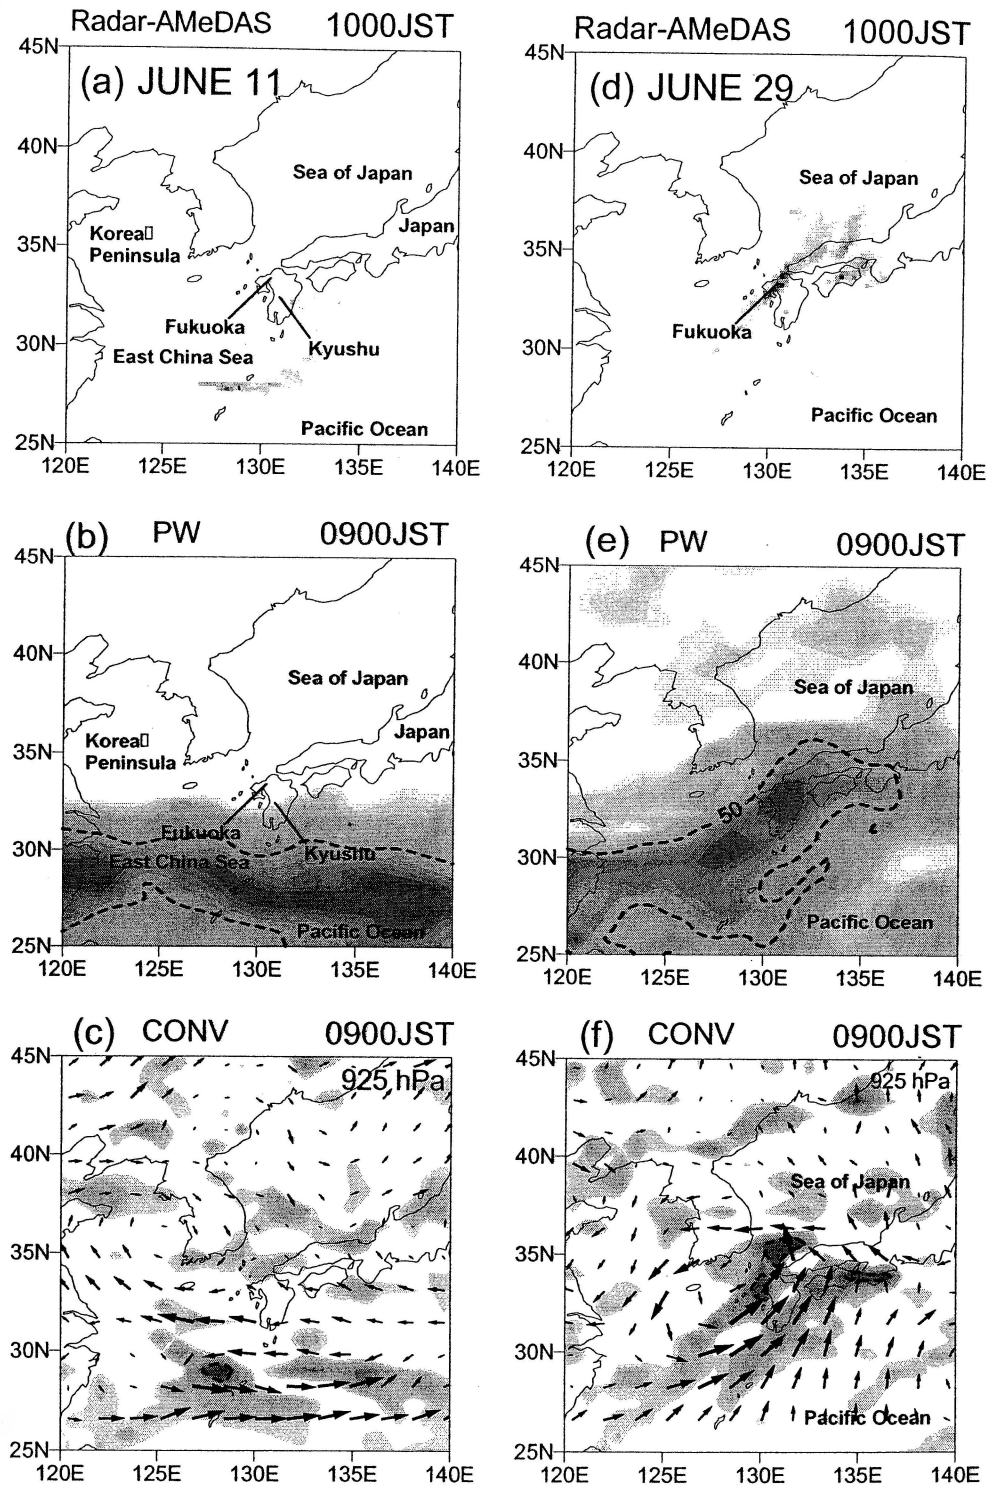 Radar-AMeDAS 1000JST
(a) JUNE 11
45N
40N
35N
30N
25N
Sea of Japan
Japan
Korea▯
Peninsula
Fukuoka
Kyushu
East China Sea
Pacific Ocean
120E 125E 130E 135E 140E
Radar-AMeDAS 1000JST
(d) JUNE 29
45N
40N
35N
30N
25N
Sea of Japan
Fukuoka
Pacific Ocean
120E 125E 130E 135E 140E
(b) PW 0900JST
45N
40N
35N
30N
25N
Sea of Japan
Japan
Korea▯
Peninsula
Fukuoka
Kyushu
East China Sea
Pacific Ocean
120E 125E 130E 135E 140E
(e) PW 0900JST
45N
40N
35N
30N
25N
Sea of Japan
50
Pacific Ocean
120E 125E 130E 135E 140E
(c) CONV 0900JST
925 hPa
45N
40N
35N
30N
25N
120E 125E 130E 135E 140E
(f) CONV 0900JST
925 hPa
45N
40N
35N
30N
25N
Sea of Japan
Pacific Ocean
120E 125E 130E 135E 140E